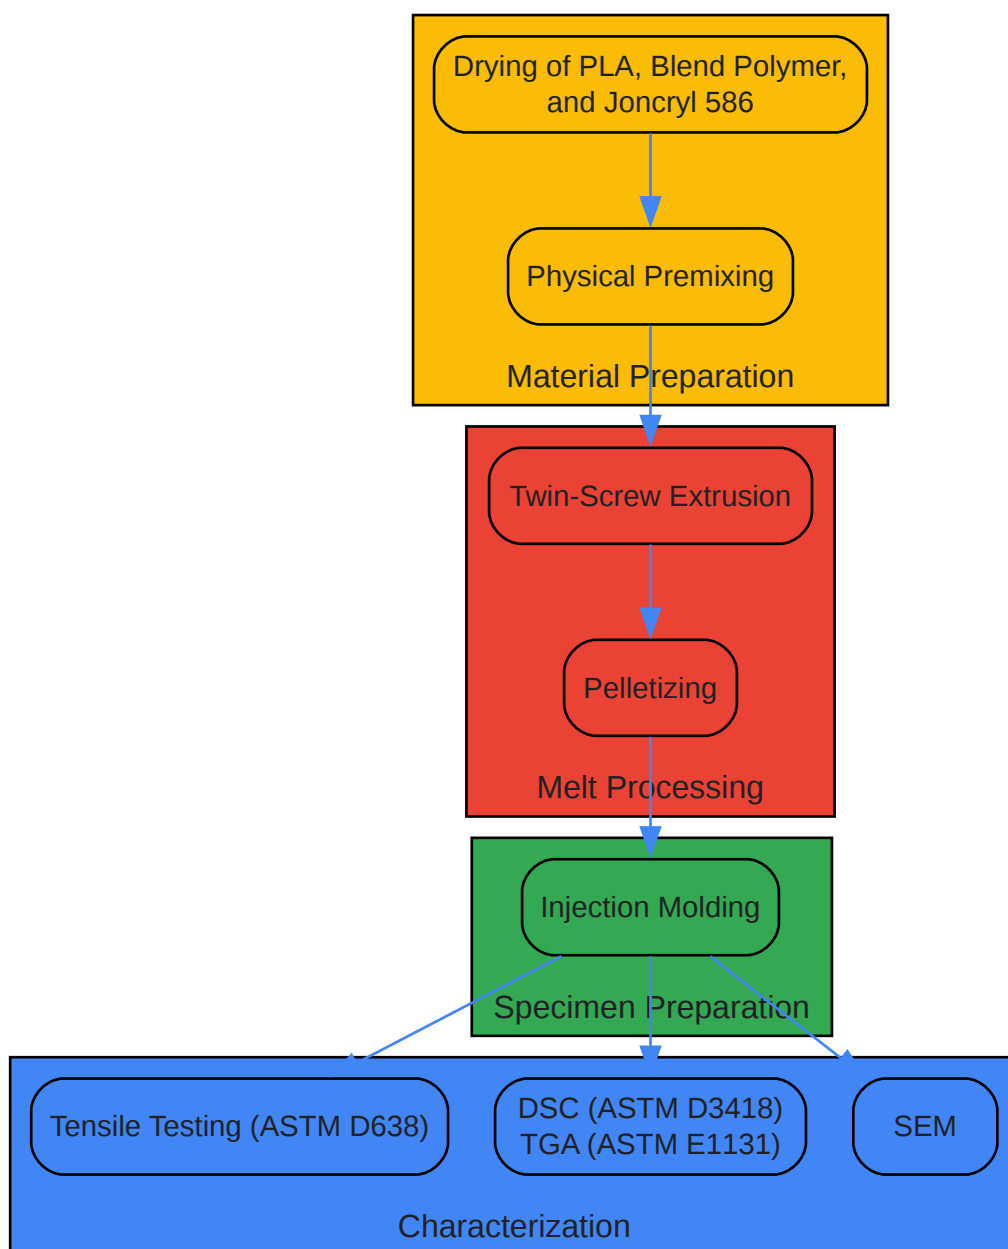 Drying of PLA, Blend Polymer,
and Joncryl 586
Physical Premixing
Material Preparation
Twin-Screw Extrusion
Pelletizing
Melt Processing
Injection Molding
Specimen Preparation
Tensile Testing (ASTM D638)
DSC (ASTM D3418)
TGA (ASTM E1131)
SEM
Characterization